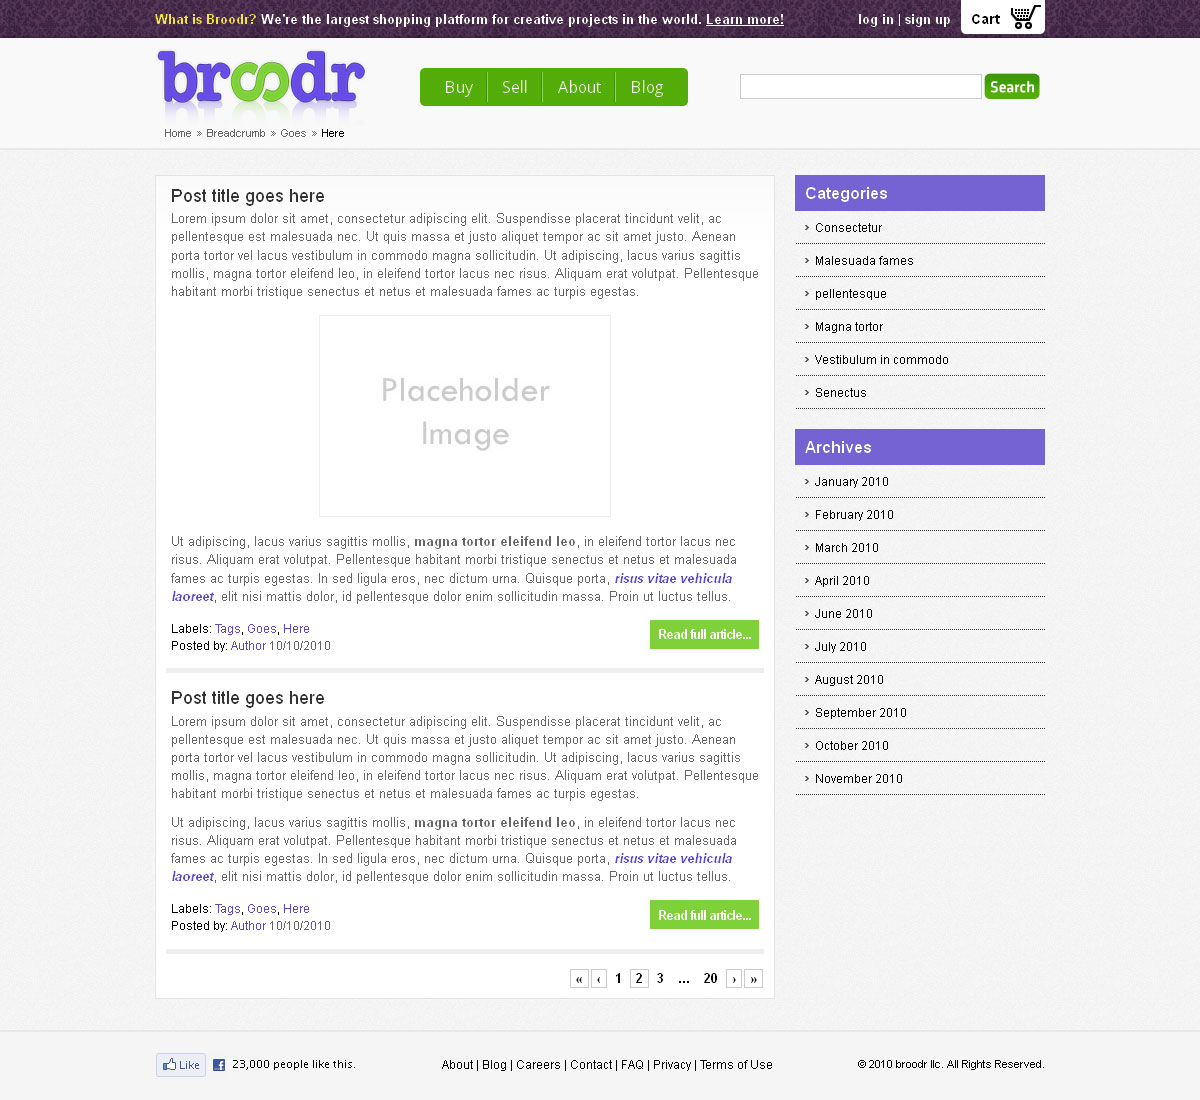 What is Broodr? We're the largest shopping platform for creative projects in the world. Learn more!
log in | sign up
Cart
broodr
Buy
Sell
About
Blog
Search
Home » Breadcrumb » Goes » Here
Post title goes here
Lorem ipsum dolor sit amet, consectetur adipiscing elit. Suspendisse placerat tincidunt velit, ac
pellentesque est malesuada nec. Ut quis massa et justo aliquet tempor ac sit amet justo. Aenean
porta tortor vel lacus vestibulum in commodo magna sollicitudin. Ut adipiscing, lacus varius sagittis
mollis, magna tortor eleifend leo, in eleifend tortor lacus nec risus. Aliquam erat volutpat. Pellentesque
habitant morbi tristique senectus et netus et malesuada fames ac turpis egestas.
Placeholder
Image
Ut adipiscing, lacus varius sagittis mollis, magna tortor eleifend leo, in eleifend tortor lacus nec
risus. Aliquam erat volutpat. Pellentesque habitant morbi tristique senectus et netus et malesuada
fames ac turpis egestas. In sed ligula eros, nec dictum urna. Quisque porta, risus vitae vehicula
laoreet, elit nisi mattis dolor, id pellentesque dolor enim sollicitudin massa. Proin ut luctus tellus.
Labels: Tags, Goes, Here
Posted by: Author 10/10/2010
Read full article...
Post title goes here
Lorem ipsum dolor sit amet, consectetur adipiscing elit. Suspendisse placerat tincidunt velit, ac
pellentesque est malesuada nec. Ut quis massa et justo aliquet tempor ac sit amet justo. Aenean
porta tortor vel lacus vestibulum in commodo magna sollicitudin. Ut adipiscing, lacus varius sagittis
mollis, magna tortor eleifend leo, in eleifend tortor lacus nec risus. Aliquam erat volutpat. Pellentesque
habitant morbi tristique senectus et netus et malesuada fames ac turpis egestas.
Ut adipiscing, lacus varius sagittis mollis, magna tortor eleifend leo, in eleifend tortor lacus nec
risus. Aliquam erat volutpat. Pellentesque habitant morbi tristique senectus et netus et malesuada
fames ac turpis egestas. In sed ligula eros, nec dictum urna. Quisque porta, risus vitae vehicula
laoreet, elit nisi mattis dolor, id pellentesque dolor enim sollicitudin massa. Proin ut luctus tellus.
Labels: Tags, Goes, Here
Posted by: Author 10/10/2010
Read full article...
« ‹ 1 2 3 ... 20 › »
Categories
Consectetur
Malesuada fames
pellentesque
Magna tortor
Vestibulum in commodo
Senectus
Archives
January 2010
February 2010
March 2010
April 2010
June 2010
July 2010
August 2010
September 2010
October 2010
November 2010
Like
23,000 people like this.
About | Blog | Careers | Contact | FAQ | Privacy | Terms of Use
© 2010 broodr llc. All Rights Reserved.